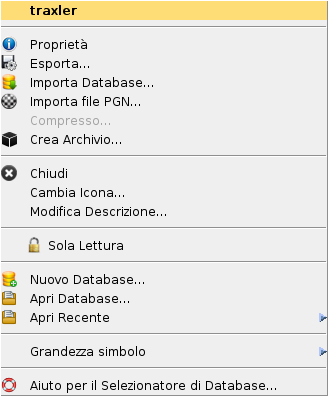 traxler
Proprietà
Esporta...
Importa Database...
Importa file PGN...
Compresso...
Crea Archivio...
Chiudi
Cambia Icona...
Modifica Descrizione...
Sola Lettura
Nuovo Database...
Apri Database...
Apri Recente
Grandezza simbolo
Aiuto per il Selezionatore di Database...